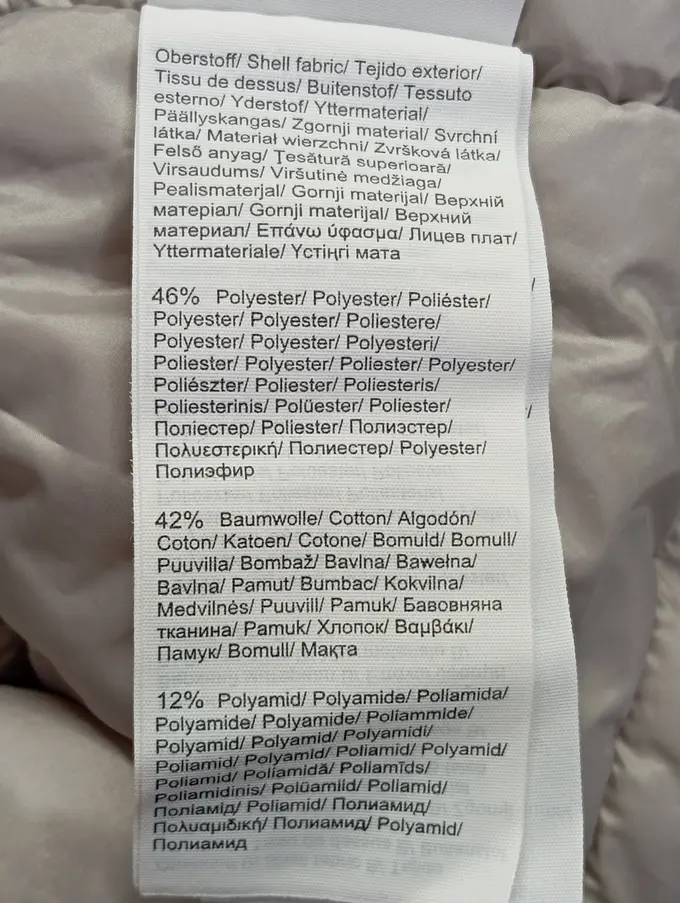 Oberstoff/ Shell fabric/ Tejido exterior/
Tissu de dessus/ Buitenstof/ Tessuto
esterno/ Yderstof/ Yttermaterial/
Päällyskangas/ Zgornji material/ Svrchní
látka/ Materiał wierzchni/ Zvršková látka/
Felső anyag/ Ţesătură superioară/
Virsaudums/ Viršutinė medžiaga/
Pealismaterjal/ Gornji materijal/ Верхній
матеріал/ Gornji materijal/ Верхний
материал/ Επάνω ύφασμα/ Лицев плат/
Yttermateriale/ Үстіңгі мата
46% Polyester/ Polyester/ Poliéster/
Polyester/ Polyester/ Poliestere/
Polyester/ Polyester/ Polyesteri/
Poliester/ Polyester/ Poliester/ Polyester/
Poliészter/ Poliester/ Poliesteris/
Poliesterinis/ Polüester/ Poliester/
Поліестер/ Poliester/ Полиэстер/
Πολυεστερική/ Полиестер/ Polyester/
Полиэфир
42% Baumwolle/ Cotton/ Algodón/
Coton/ Katoen/ Cotone/ Bomuld/ Bomull/
Puuvilla/ Bombaž/ Bavlna/ Bawełna/
Bavlna/ Pamut/ Bumbac/ Kokvilna/
Medvilnės/ Puuvill/ Pamuk/ Бавовняна
тканина/ Pamuk/ Хлопок/ Βαμβάκι/
Памук/ Bomull/ Мақта
12% Polyamid/ Polyamide/ Poliamida/
Polyamide/ Polyamide/ Poliammide/
Polyamid/ Polyamid/ Polyamidi/
Poliamid/ Polyamid/ Poliamid/ Polyamid/
Poliamid/ Poliamidă/ Poliamīds/
Poliamidinis/ Polüamiid/ Poliamid/
Поліамід/ Poliamid/ Полиамид/
Πολυαμιδική/ Полиамид/ Polyamid/
Полиамид